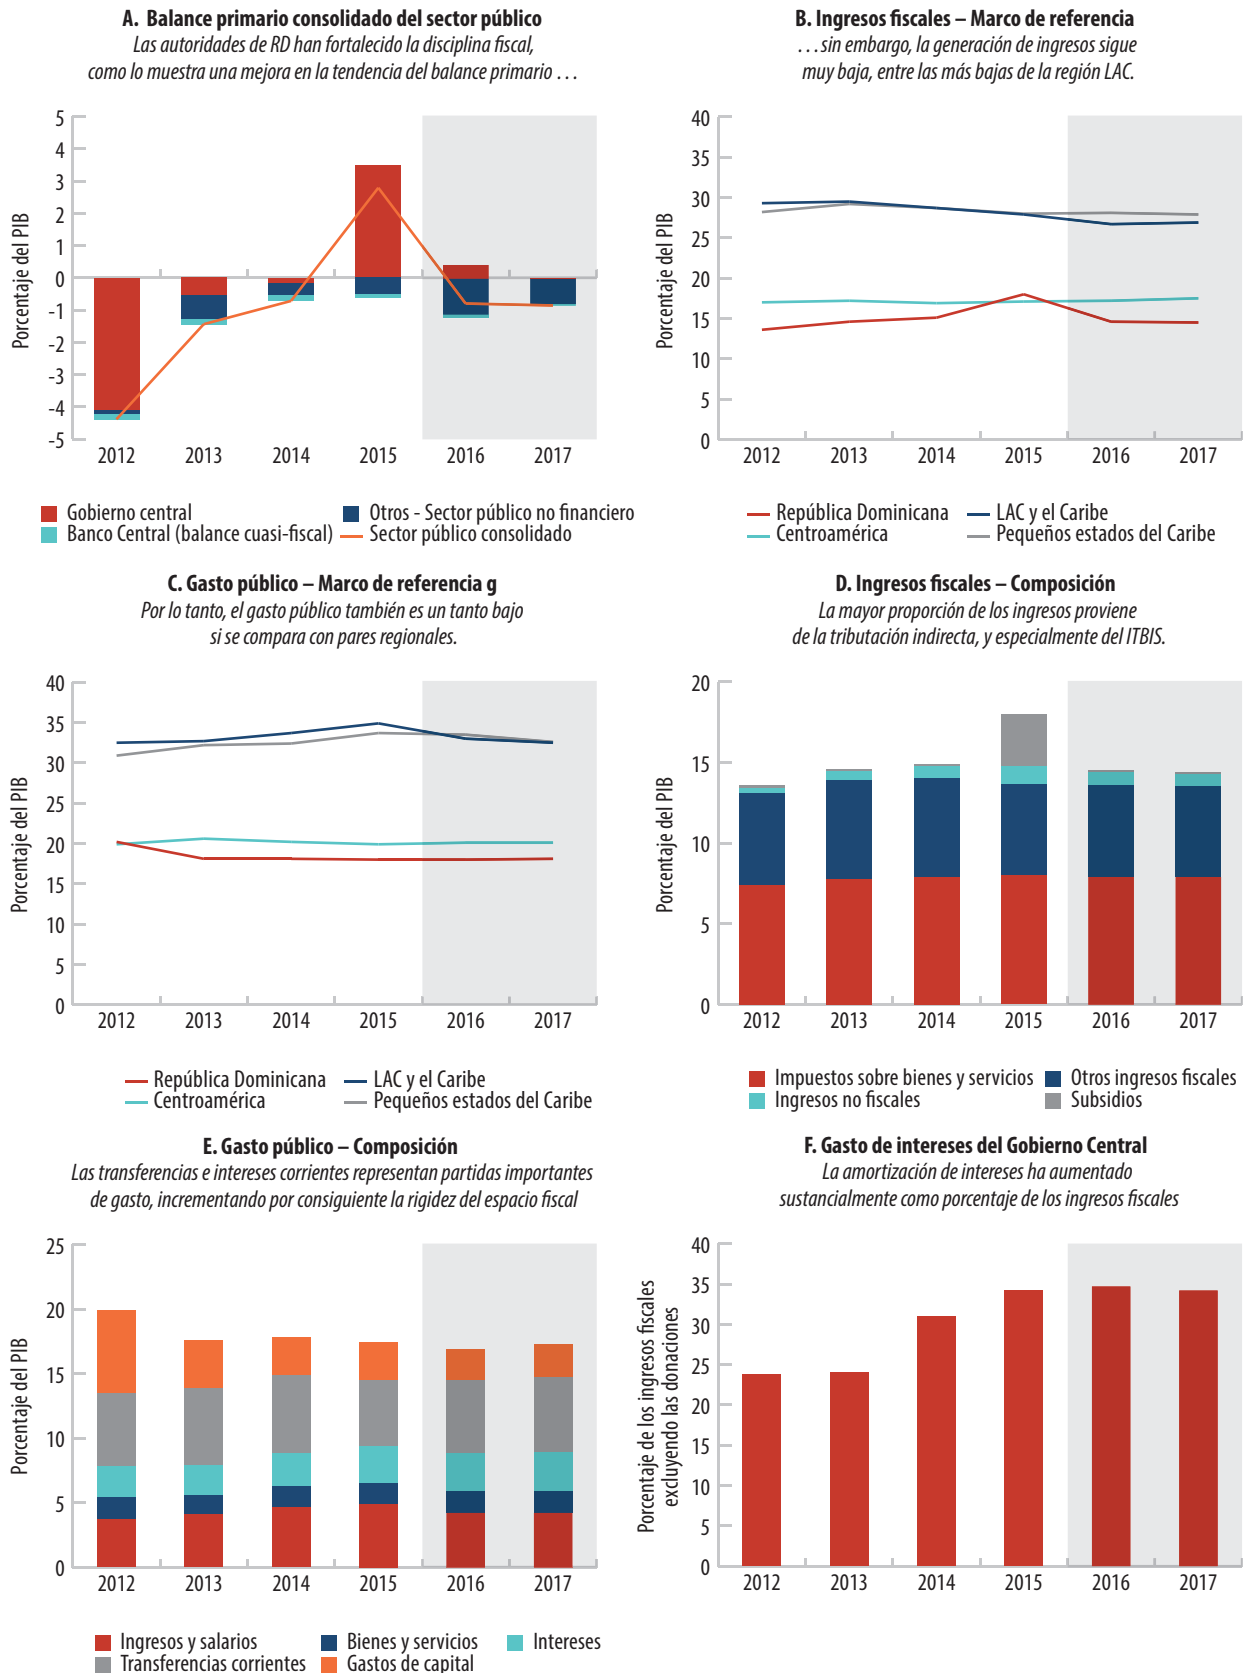 A. Balance primario consolidado del sector público
Las autoridades de RD han fortalecido la disciplina fiscal,
como lo muestra una mejora en la tendencia del balance primario . . .
Porcentaje del PIB
5
4
3
2
1
0
-1
-2
-3
-4
-5
2012 2013 2014 2015 2016 2017
Gobierno central Otros - Sector público no financiero
Banco Central (balance cuasi-fiscal) Sector público consolidado
B. Ingresos fiscales – Marco de referencia
. . . sin embargo, la generación de ingresos sigue
muy baja, entre las más bajas de la región LAC.
Porcentaje del PIB
40
35
30
25
20
15
10
5
0
2012 2013 2014 2015 2016 2017
República Dominicana LAC y el Caribe
Centroamérica Pequeños estados del Caribe
C. Gasto público – Marco de referencia g
Por lo tanto, el gasto público también es un tanto bajo
si se compara con pares regionales.
Porcentaje del PIB
40
35
30
25
20
15
10
5
0
2012 2013 2014 2015 2016 2017
República Dominicana LAC y el Caribe
Centroamérica Pequeños estados del Caribe
D. Ingresos fiscales – Composición
La mayor proporción de los ingresos proviene
de la tributación indirecta, y especialmente del ITBIS.
Porcentaje del PIB
20
15
10
5
0
2012 2013 2014 2015 2016 2017
Impuestos sobre bienes y servicios Otros ingresos fiscales
Ingresos no fiscales Subsidios
E. Gasto público – Composición
Las transferencias e intereses corrientes representan partidas importantes
de gasto, incrementando por consiguiente la rigidez del espacio fiscal
Porcentaje del PIB
25
20
15
10
5
0
2012 2013 2014 2015 2016 2017
Ingresos y salarios Bienes y servicios Intereses
Transferencias corrientes Gastos de capital
F. Gasto de intereses del Gobierno Central
La amortización de intereses ha aumentado
sustancialmente como porcentaje de los ingresos fiscales
Porcentaje de los ingresos fiscales
excluyendo las donaciones
40
35
30
25
20
15
10
5
0
2012 2013 2014 2015 2016 2017